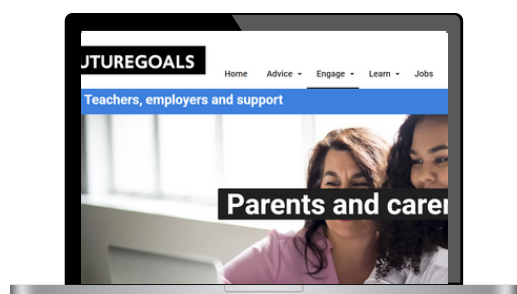 UTUREGOALS
Home Advice Engage Learn Jobs
Teachers, employers and support
Parents and carer